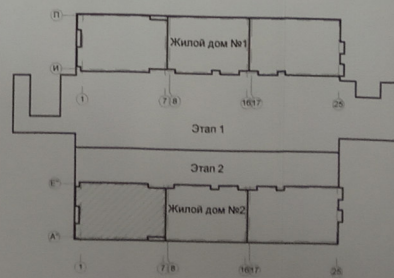 П
Жилой дом №1
И
1 7 8 16 17 25
Этап 1
Этап 2
Е"
Жилой дом №2
А"
1 7 8 16 17 25